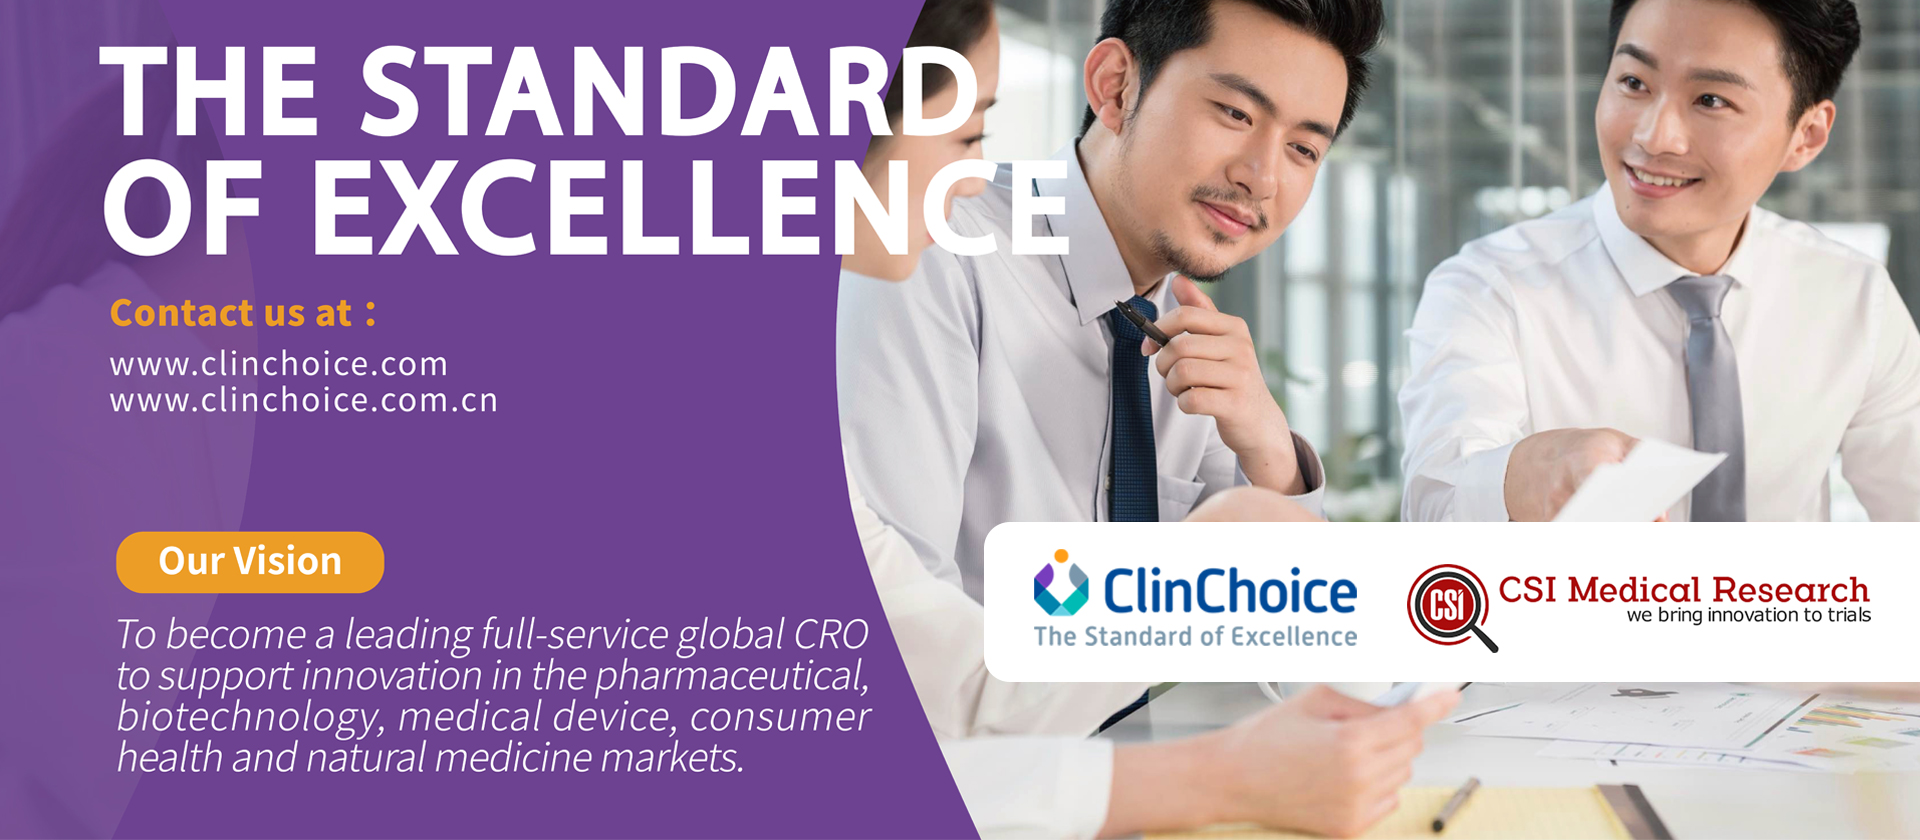 THE STANDARD
OF EXCELLENCE
Contact us at：
www.clinchoice.com
www.clinchoice.com.cn
Our Vision
To become a leading full-service global CRO
to support innovation in the pharmaceutical,
biotechnology, medical device, consumer
health and natural medicine markets.
ClinChoice
The Standard of Excellence
CSI
CSI Medical Research
we bring innovation to trials